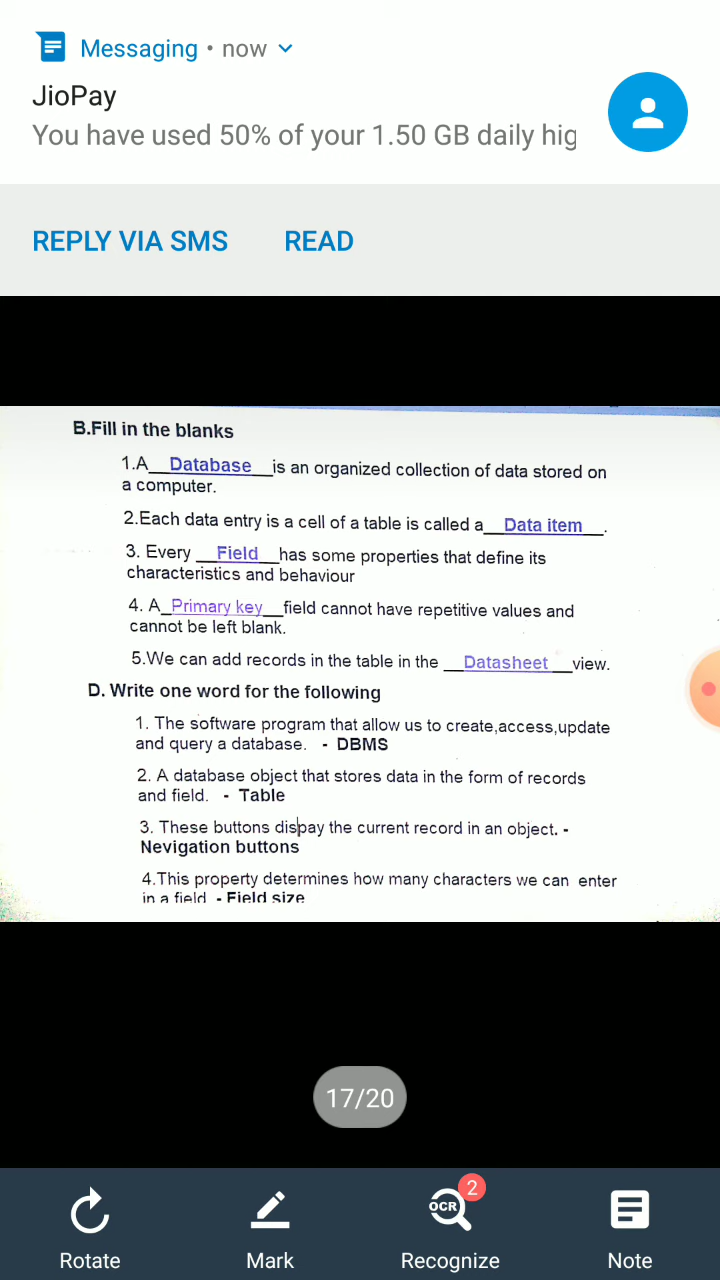 Messaging • now
JioPay
You have used 50% of your 1.50 GB daily hig
REPLY VIA SMS READ
B.Fill in the blanks
1.A__Database__is an organized collection of data stored on
a computer.
2.Each data entry is a cell of a table is called a__Data item__.
3. Every __Field__has some properties that define its
characteristics and behaviour
4. A_Primary key__field cannot have repetitive values and
cannot be left blank.
5.We can add records in the table in the __Datasheet__view.
D. Write one word for the following
1. The software program that allow us to create,access,update
and query a database. - DBMS
2. A database object that stores data in the form of records
and field. - Table
3. These buttons dispay the current record in an object. -
Nevigation buttons
4.This property determines how many characters we can enter
in a field - Field size
17/20
OCR 2
Rotate Mark Recognize Note